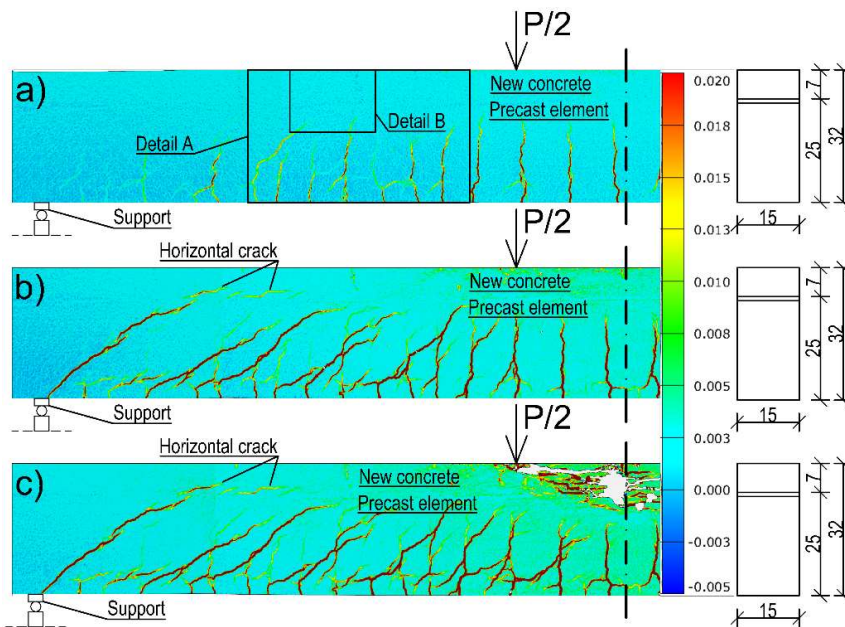 P/2
a)
New concrete
Precast element
Detail A
Detail B
Support
7
25
32
15
P/2
b)
Horizontal crack
New concrete
Precast element
Support
7
25
32
15
P/2
c)
Horizontal crack
New concrete
Precast element
Support
7
25
32
15
0.020
0.018
0.015
0.013
0.010
0.008
0.005
0.003
0.000
-0.003
-0.005